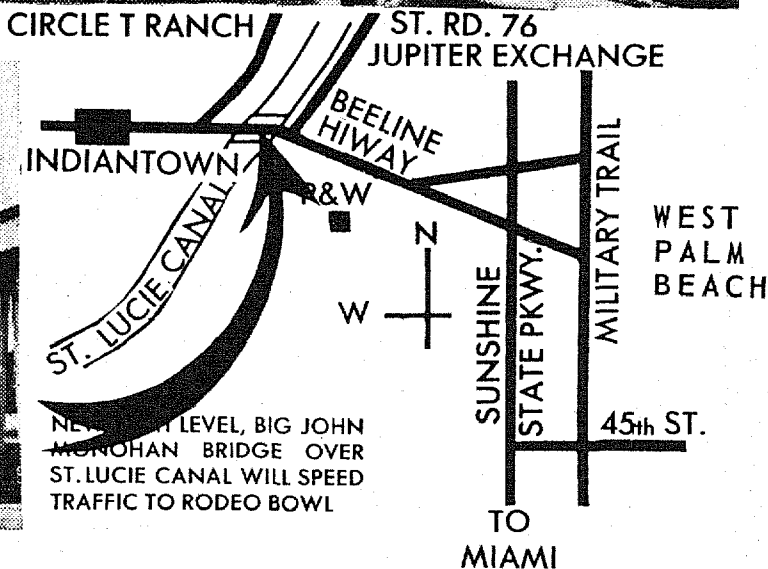 CIRCLE T RANCH
ST. RD. 76
JUPITER EXCHANGE
BEELINE
HIWAY
INDIANTOWN
ST. LUCIE CANAL
&W
N
W
MILITARY TRAIL
WEST
PALM
BEACH
SUNSHINE
STATE PKWY.
45th ST.
LEVEL, BIG JOHN
MONOHAN BRIDGE OVER
ST. LUCIE CANAL WILL SPEED
TRAFFIC TO RODEO BOWL
TO
MIAMI